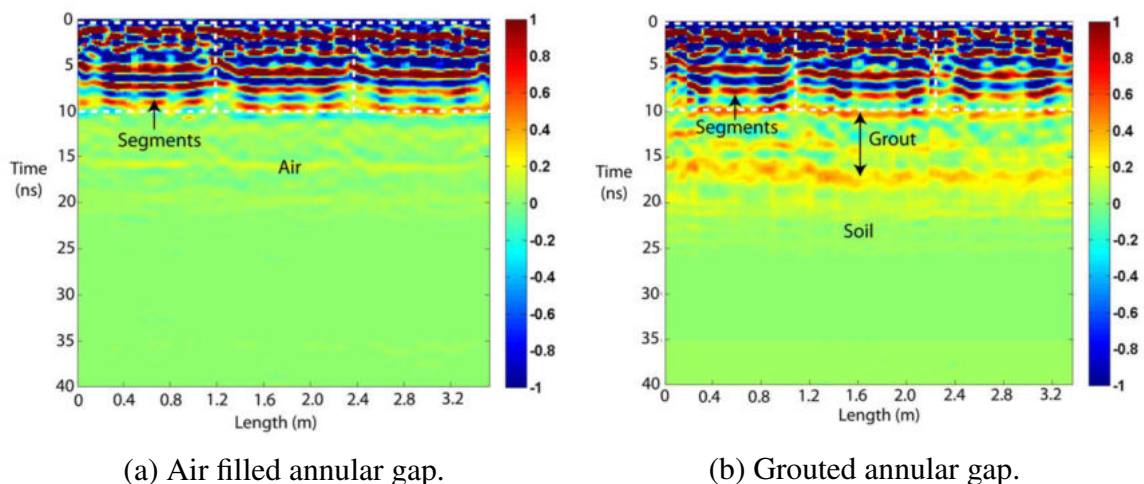 0
5
10
15
20
25
30
35
40
Time
(ns)
Segments
Air
0 0.4 0.8 1.2 1.6 2.0 2.4 2.8 3.2
Length (m)
1
0.8
0.6
0.4
0.2
0
-0.2
-0.4
-0.6
-0.8
-1
(a) Air filled annular gap.
0
5
10
15
20
25
30
35
40
Time
(ns)
Segments
Grout
Soil
0 0.4 0.8 1.2 1.6 2.0 2.4 2.8 3.2
Length (m)
1
0.8
0.6
0.4
0.2
0
-0.2
-0.4
-0.6
-0.8
-1
(b) Grouted annular gap.